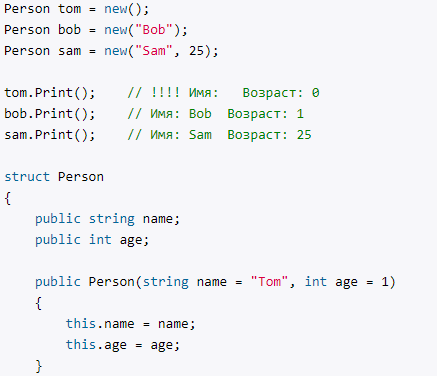 Person tom = new();
Person bob = new("Bob");
Person sam = new("Sam", 25);
tom.Print();    // !!!! Имя:   Возраст: 0
bob.Print();    // Имя: Bob  Возраст: 1
sam.Print();    // Имя: Sam  Возраст: 25
struct Person
{
    public string name;
    public int age;
    public Person(string name = "Tom", int age = 1)
    {
        this.name = name;
        this.age = age;
    }